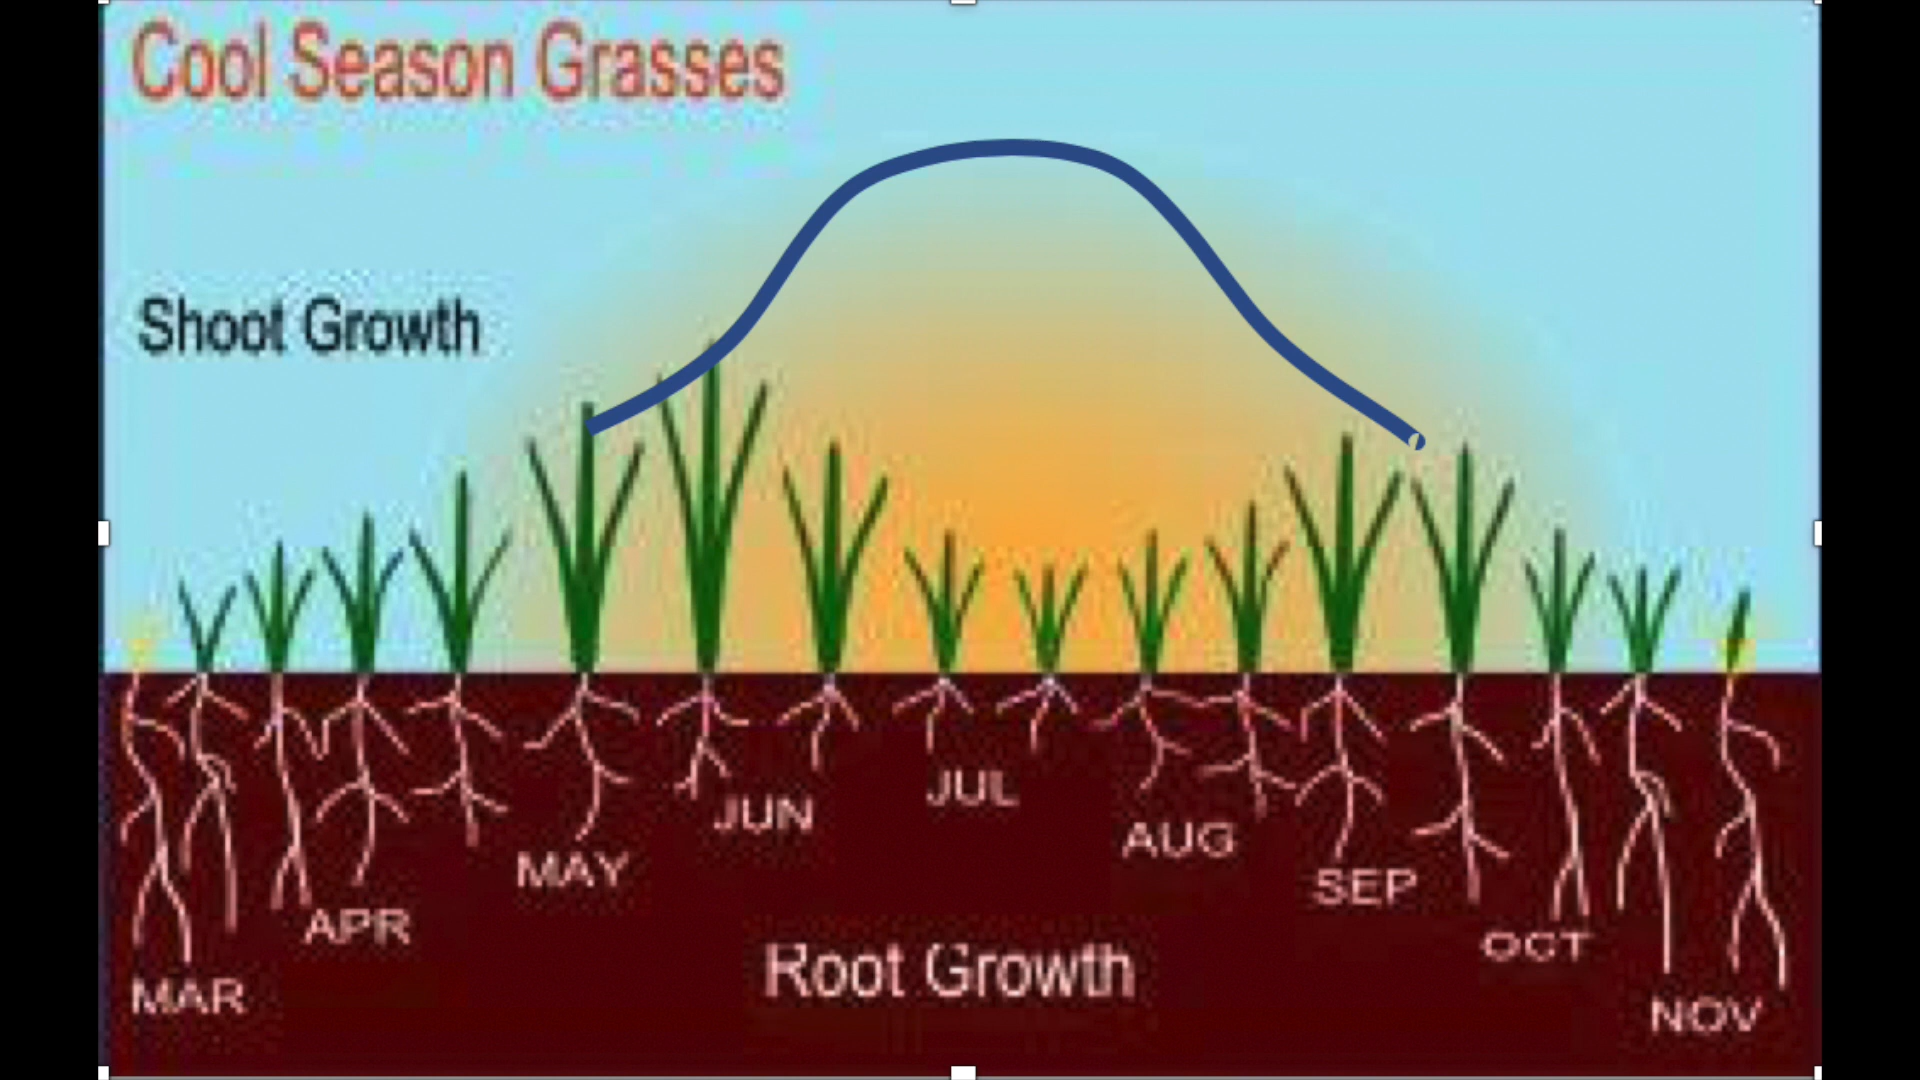 Cool Season Grasses
Shoot Growth
MAR
APR
MAY
JUN
JUL
AUG
SEP
OCT
NOV
Root Growth